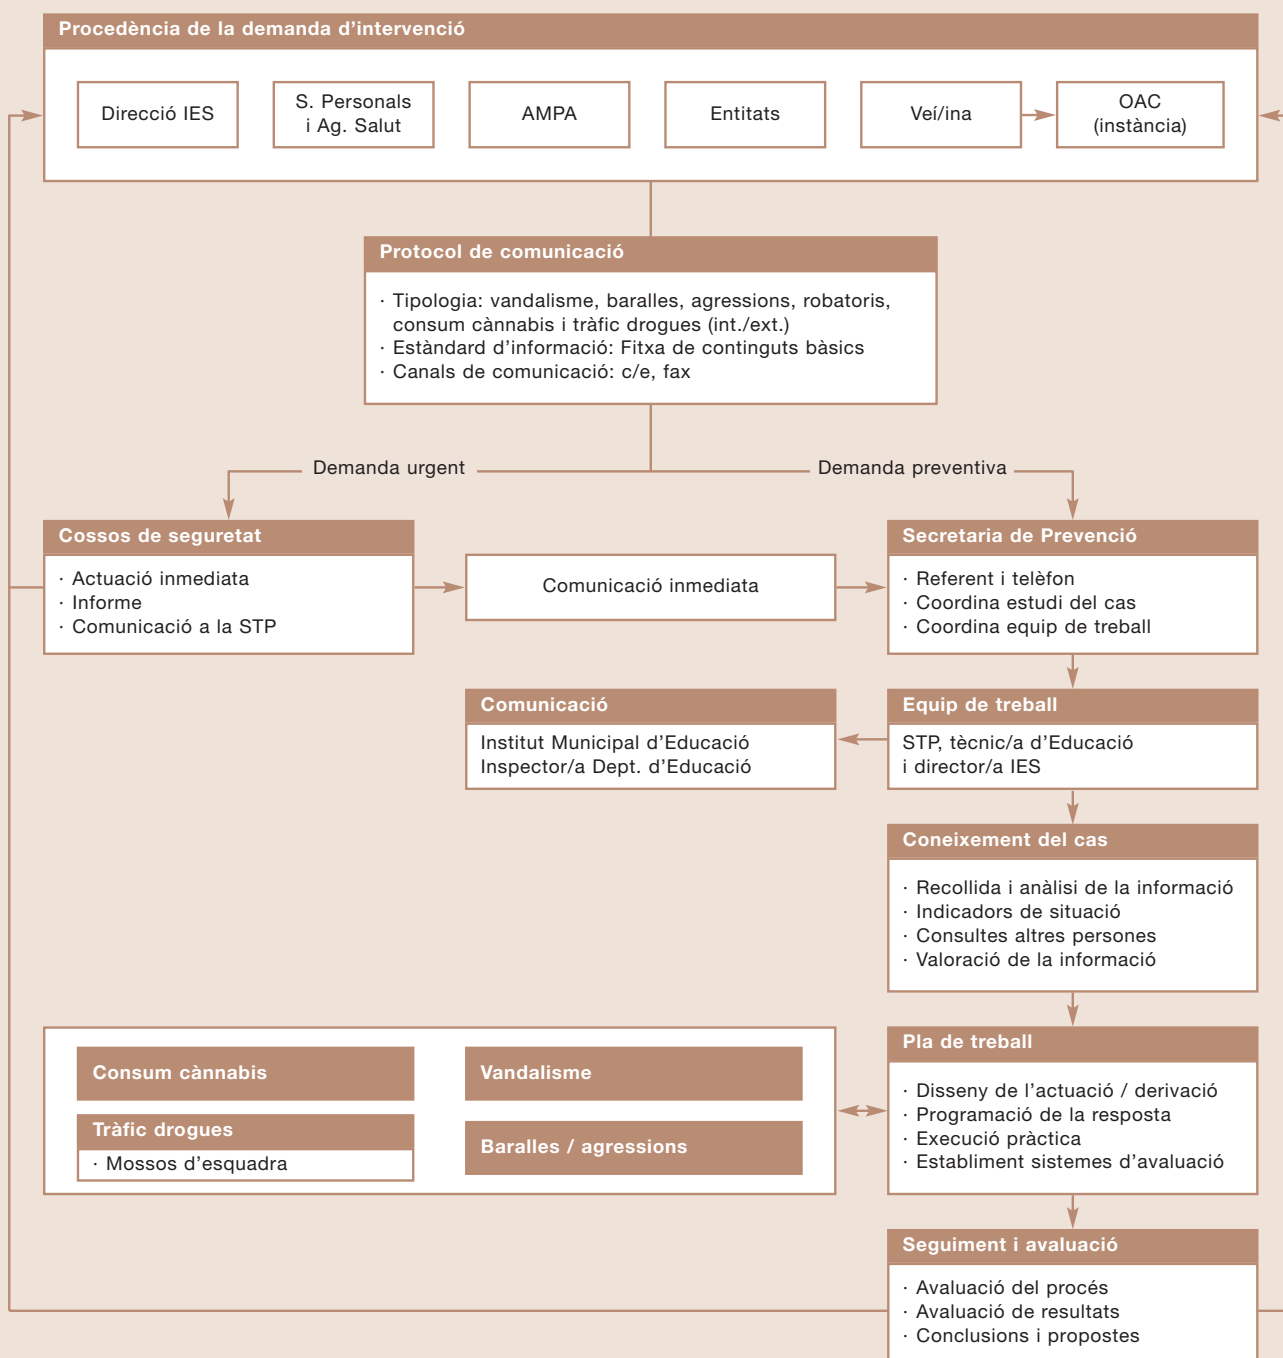 Procedència de la demanda d’intervenció
Direcció IES
S. Personals
i Ag. Salut
AMPA
Entitats
Veí/ina
OAC
(instància)
Protocol de comunicació
· Tipologia: vandalisme, baralles, agressions, robatoris,
consum cànnabis i tràfic drogues (int./ext.)
· Estàndard d’informació: Fitxa de continguts bàsics
· Canals de comunicació: c/e, fax
Demanda urgent
Demanda preventiva
Cossos de seguretat
· Actuació inmediata
· Informe
· Comunicació a la STP
Comunicació inmediata
Secretaria de Prevenció
· Referent i telèfon
· Coordina estudi del cas
· Coordina equip de treball
Comunicació
Institut Municipal d’Educació
Inspector/a Dept. d’Educació
Equip de treball
STP, tècnic/a d’Educació
i director/a IES
Coneixement del cas
· Recollida i anàlisi de la informació
· Indicadors de situació
· Consultes altres persones
· Valoració de la informació
Consum cànnabis
Vandalisme
Tràfic drogues
· Mossos d’esquadra
Baralles / agressions
Pla de treball
· Disseny de l’actuació / derivació
· Programació de la resposta
· Execució pràctica
· Establiment sistemes d’avaluació
Seguiment i avaluació
· Avaluació del procés
· Avaluació de resultats
· Conclusions i propostes